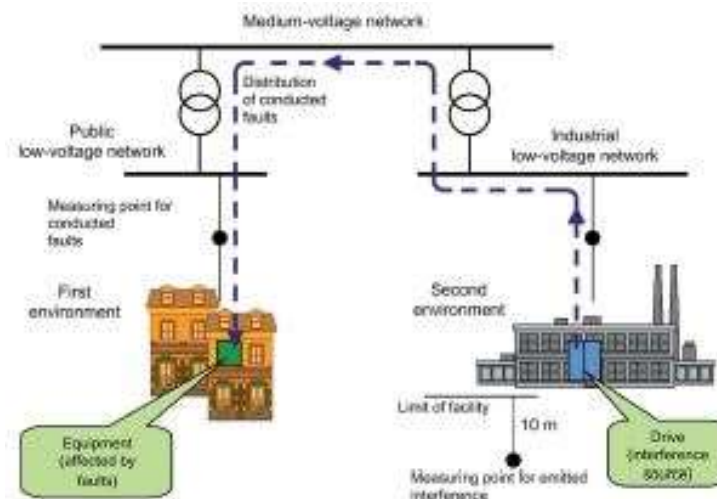 Medium-voltage network
Distribution
of conducted
faults
Public
low-voltage network
Industrial
low-voltage network
Measuring point for
conducted
faults
First
environment
Second
environment
Limit of facility
10 m
Equipment
(affected by
faults)
Drive
(interference
source)
Measuring point for emitted
interference